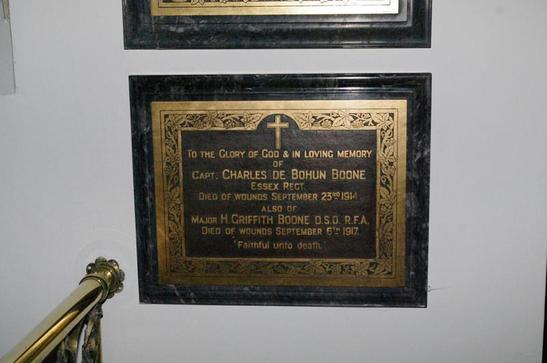 TO THE GLORY OF GOD & IN LOVING MEMORY
OF
CAPT. CHARLES DE BOHUN BOONE
ESSEX REGT
DIED OF WOUNDS SEPTEMBER 23RD 1914
ALSO OF
MAJOR H. GRIFFITH BOONE D.S.O. R.F.A.
DIED OF WOUNDS SEPTEMBER 6TH 1917.
"Faithful unto death."